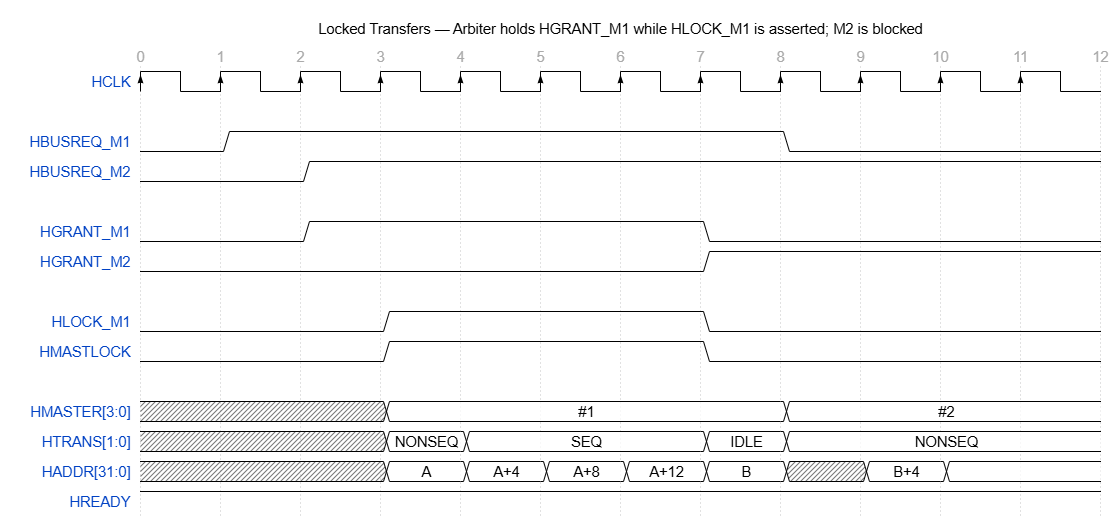 Locked Transfers — Arbiter holds HGRANT_M1 while HLOCK_M1 is asserted; M2 is blocked
0 1 2 3 4 5 6 7 8 9 10 11 12
HCLK
HBUSREQ_M1
HBUSREQ_M2
HGRANT_M1
HGRANT_M2
HLOCK_M1
HMASTLOCK
HMASTER[3:0] #1 #2
HTRANS[1:0] NONSEQ SEQ IDLE NONSEQ
HADDR[31:0] A A+4 A+8 A+12 B B+4
HREADY